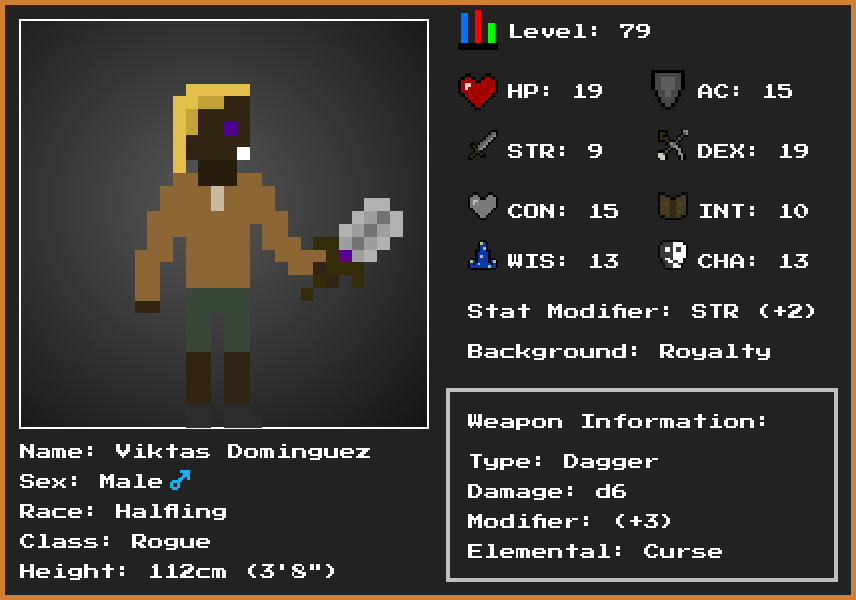 Level: 79
HP: 19
AC: 15
STR: 9
DEX: 19
CON: 15
INT: 10
WIS: 13
CHA: 13
Stat Modifier: STR (+2)
Background: Royalty
Weapon Information:
Type: Dagger
Damage: d6
Modifier: (+3)
Elemental: Curse
Name: Viktas Dominguez
Sex: Male♂
Race: Halfling
Class: Rogue
Height: 112cm (3'8")